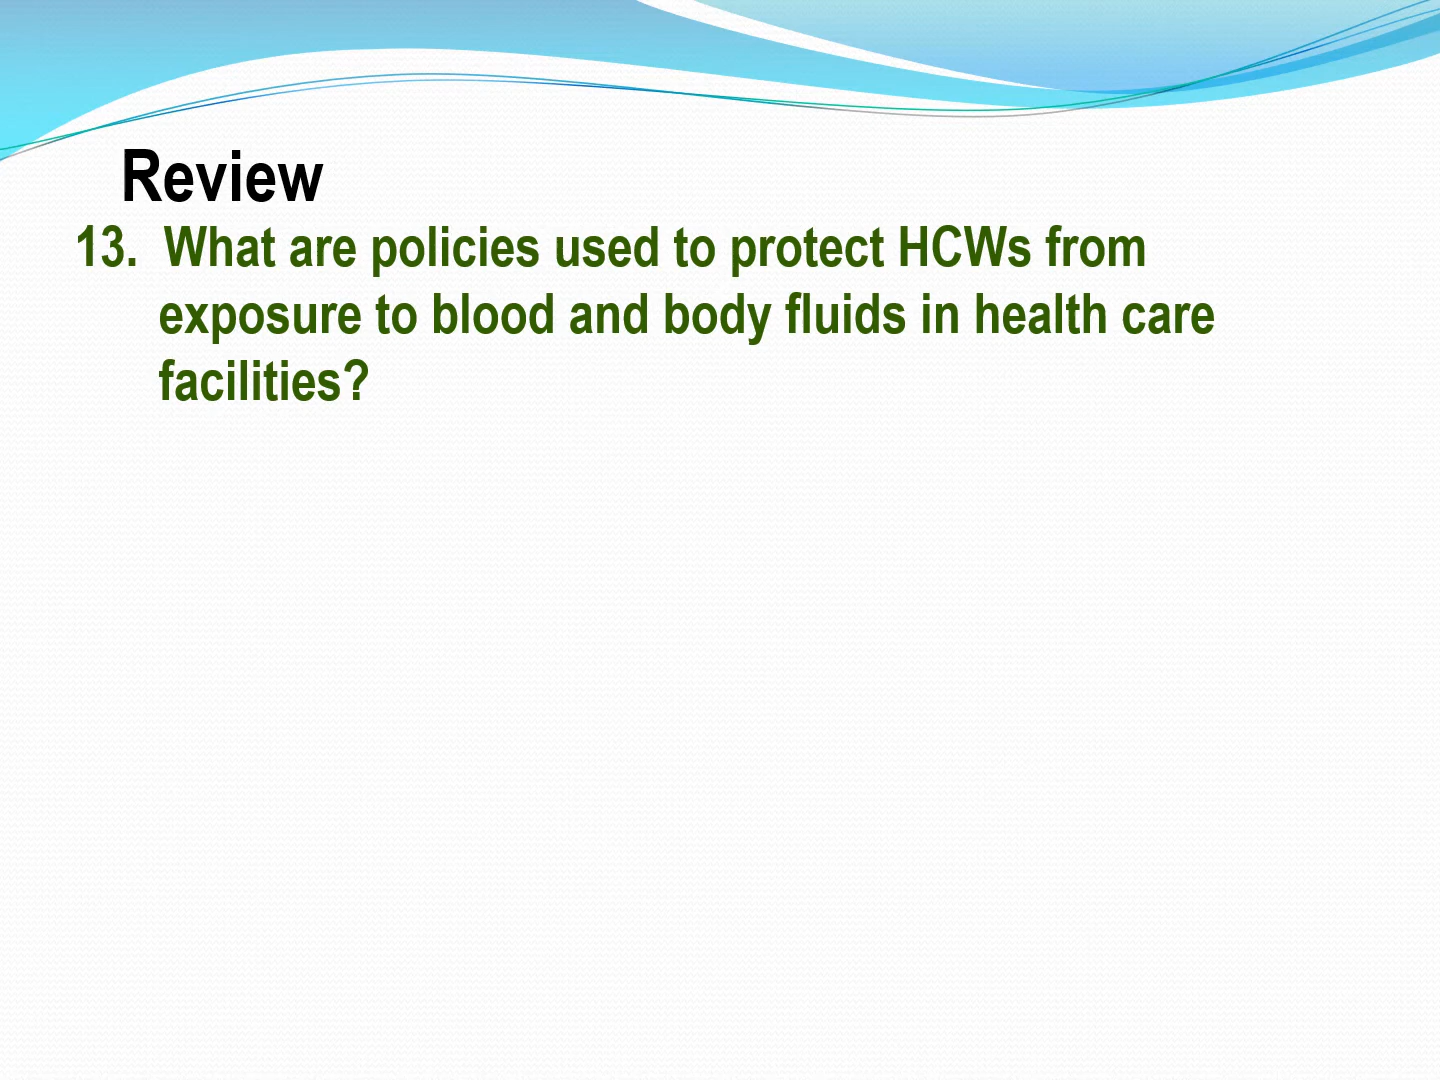 Review
13. What are policies used to protect HCWs from
exposure to blood and body fluids in health care
facilities?